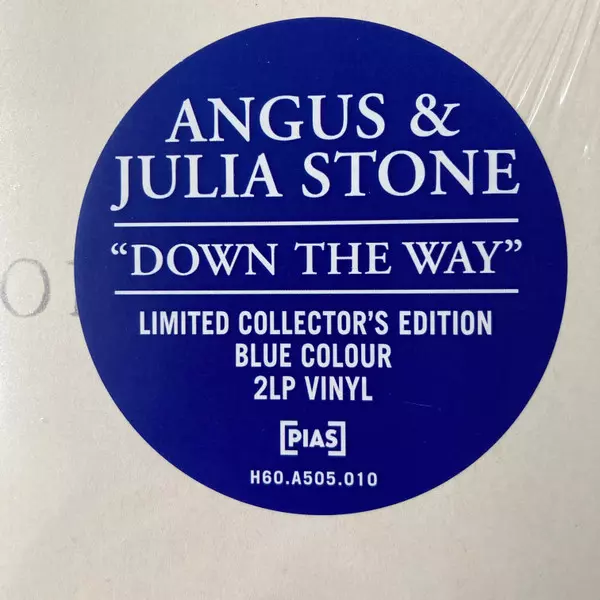 ANGUS &
JULIA STONE
“DOWN THE WAY”
LIMITED COLLECTOR'S EDITION
BLUE COLOUR
2LP VINYL
[PIAS]
H60.A505.010